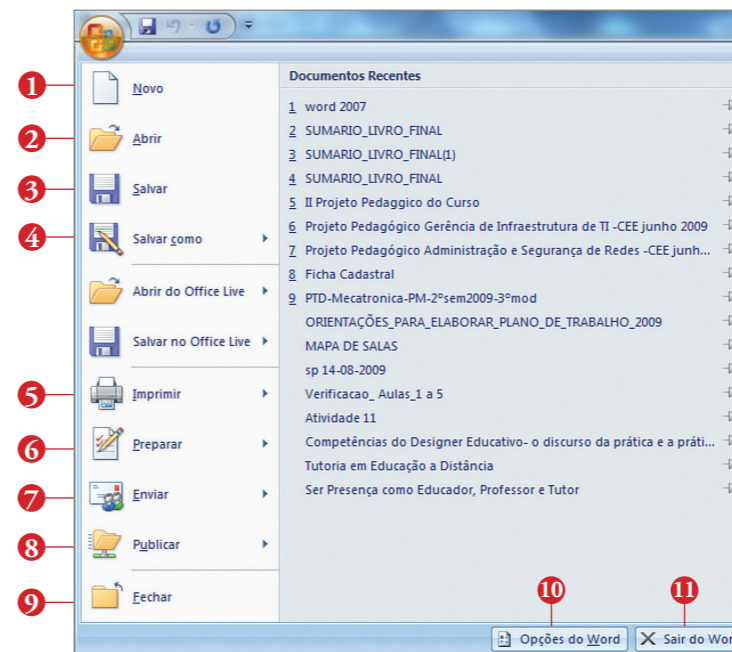 Documentos Recentes
1 Novo
2 Abrir
3 Salvar
4 Salvar como
Abrir do Office Live
Salvar no Office Live
5 Imprimir
6 Preparar
7 Enviar
8 Publicar
9 Fechar
1 word 2007
2 SUMARIO_LIVRO_FINAL
3 SUMARIO_LIVRO_FINAL(1)
4 SUMARIO_LIVRO_FINAL
5 II Projeto Pedaggico do Curso
6 Projeto Pedagógico Gerência de Infraestrutura de TI -CEE junho 2009
7 Projeto Pedagógico Administração e Segurança de Redes -CEE junh...
8 Ficha Cadastral
9 PTD-Mecatronica-PM-2ºsem2009-3ºmod
ORIENTAÇÕES_PARA_ELABORAR_PLANO_DE_TRABALHO_2009
MAPA DE SALAS
sp 14-08-2009
Verificacao_ Aulas_1 a 5
Atividade 11
Competências do Designer Educativo- o discurso da prática e a práti...
Tutoria em Educação a Distância
Ser Presença como Educador, Professor e Tutor
10 11
Opções do Word Sair do Wor